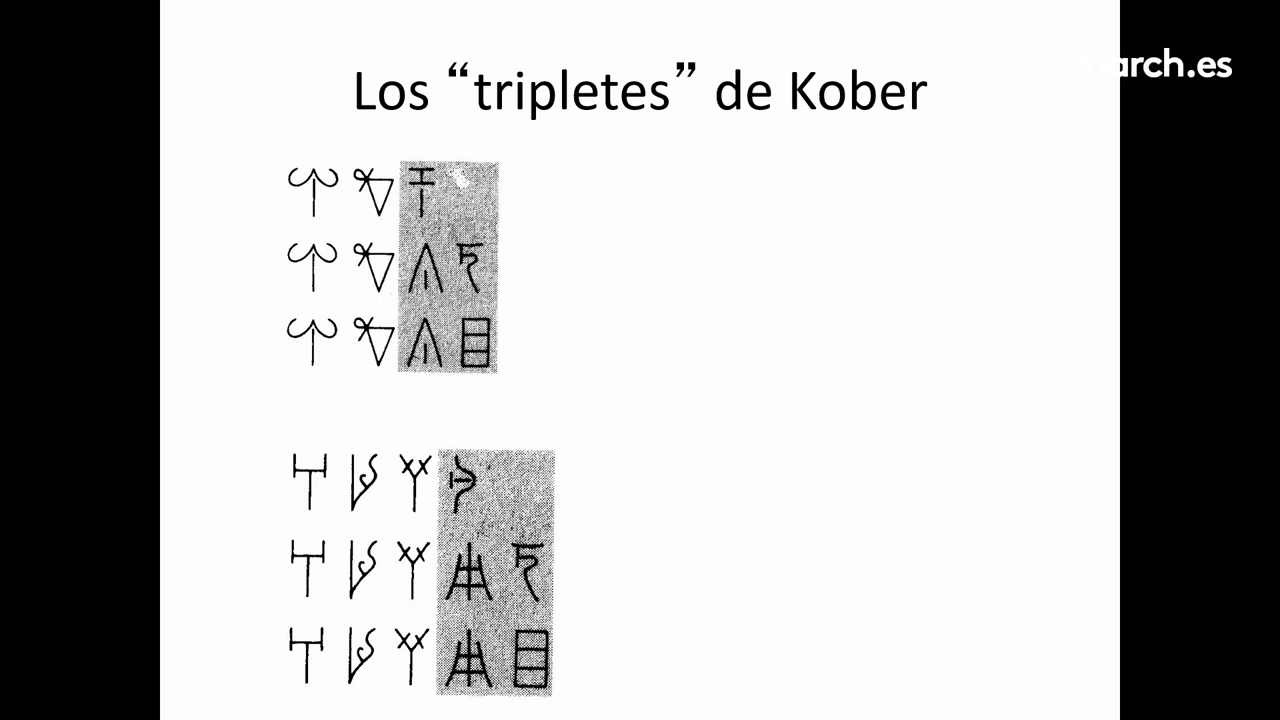 Los “tripletes” de Kober
march.es
𐀬 𐀑 𐀵
𐀬 𐀑 𐀴 𐀍
𐀬 𐀑 𐀴 𐀊
𐀀 𐀖 𐀛 𐀰
𐀀 𐀖 𐀛 𐀯 𐀍
𐀀 𐀖 𐀛 𐀯 𐀊